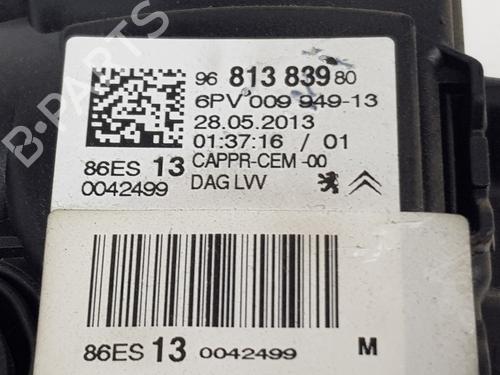 96 813 839 80
6PV 009 949-13
28.05.2013
01:37:16 / 01
86ES 13 CAPPR-CEM -00
0042499 DAG LVV
86ES 13 0042499 M
B-PARTS